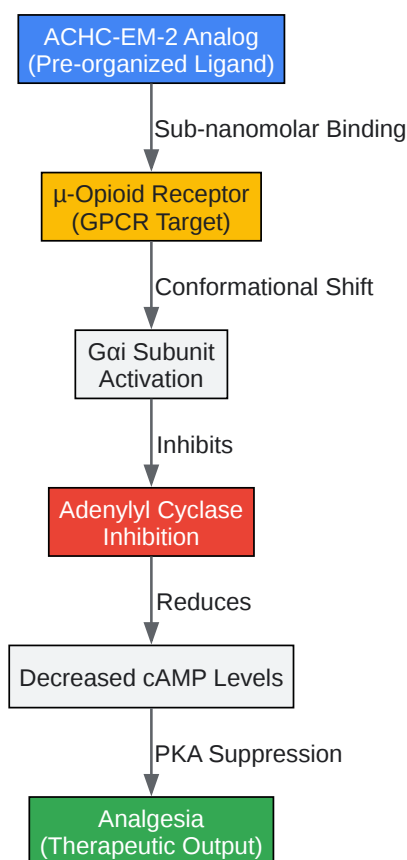 ACHC-EM-2 Analog
(Pre-organized Ligand)
Sub-nanomolar Binding
μ-Opioid Receptor
(GPCR Target)
Conformational Shift
Gαi Subunit
Activation
Inhibits
Adenylyl Cyclase
Inhibition
Reduces
Decreased cAMP Levels
PKA Suppression
Analgesia
(Therapeutic Output)